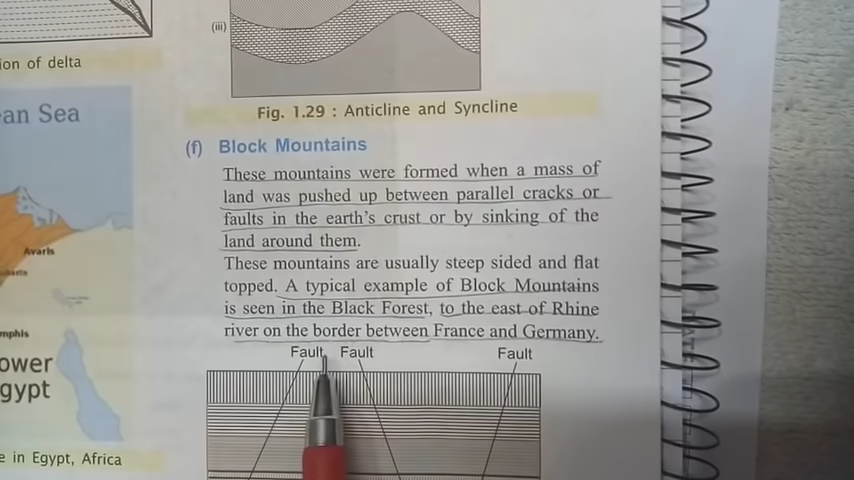 ion of delta
an Sea
Avaris
mphis
ower
gypt
e in Egypt, Africa
(iii)
Fig. 1.29 : Anticline and Syncline
(f) Block Mountains
These mountains were formed when a mass of
land was pushed up between parallel cracks or
faults in the earth's crust or by sinking of the
land around them.
These mountains are usually steep sided and flat
topped. A typical example of Block Mountains
is seen in the Black Forest, to the east of Rhine
river on the border between France and Germany.
Fault Fault Fault